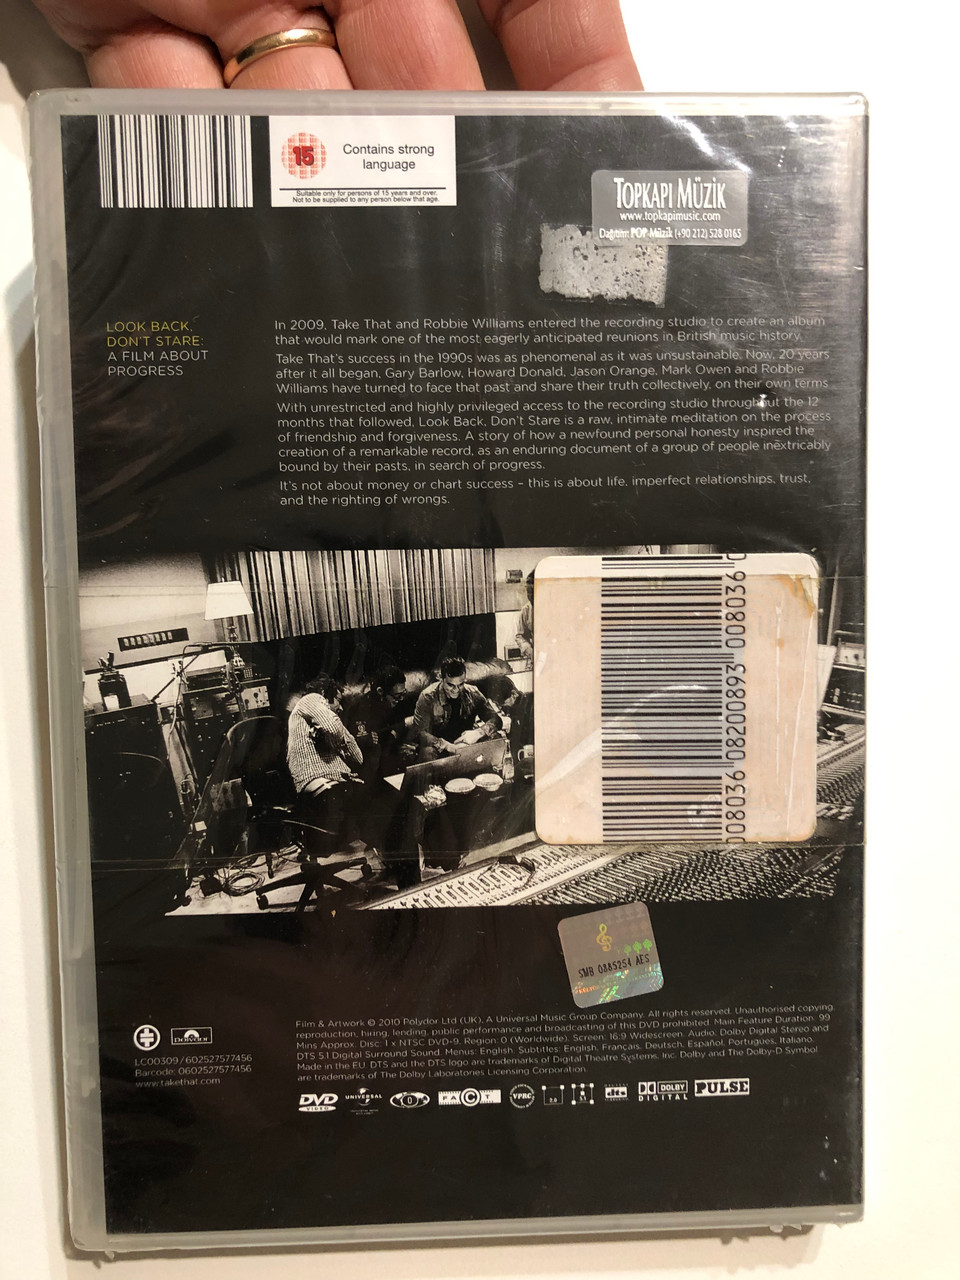 15
Contains strong
language
Suitable only for persons of 15 years and over.
Not to be supplied to any person below that age.
TOPKAPI MÜZİK
www.topkapimusic.com
Dağıtım: POP Müzik (+90 212) 528 0165
LOOK BACK,
DON'T STARE:
A FILM ABOUT
PROGRESS
In 2009, Take That and Robbie Williams entered the recording studio to create an album
that would mark one of the most eagerly anticipated reunions in British music history.
Take That's success in the 1990s was as phenomenal as it was unsustainable. Now, 20 years
after it all began, Gary Barlow, Howard Donald, Jason Orange, Mark Owen and Robbie
Williams have turned to face that past and share their truth collectively, on their own terms
With unrestricted and highly privileged access to the recording studio throughout the 12
months that followed, Look Back, Don't Stare is a raw, intimate meditation on the process
of friendship and forgiveness. A story of how a newfound personal honesty inspired the
creation of a remarkable record, as an enduring document of a group of people inextricably
bound by their pasts, in search of progress.
It's not about money or chart success – this is about life, imperfect relationships, trust,
and the righting of wrongs.
008036 08200893 008036
SMB 0885254 AES
Film & Artwork © 2010 Polydor Ltd (UK). A Universal Music Group Company. All rights reserved. Unauthorised copying,
reproduction, hiring, lending, public performance and broadcasting of this DVD prohibited. Main Feature Duration: 99
Mins Approx. Disc: 1 x NTSC DVD-9. Region: 0 (Worldwide). Screen: 16:9 Widescreen. Audio: Dolby Digital Stereo and
DTS 5.1 Digital Surround Sound. Menus: English. Subtitles: English, Français, Deutsch, Español, Português, Italiano.
Made in the EU. DTS and the DTS logo are trademarks of Digital Theatre Systems, Inc. Dolby and The Dolby-D Symbol
are trademarks of The Dolby Laboratories Licensing Corporation.
Polydor
LC00309 / 602527577456
Barcode: 0602527577456
www.takethat.com
DVD
VIDEO
UNIVERSAL
0
FACT
VPRC
2.0
5.1
dts
DOLBY
DIGITAL
PULSE